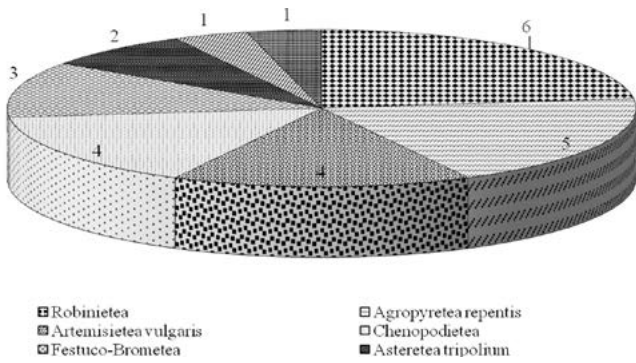 1 1
2 6
3
4 4 5
Robinietea Agropyretea repentis
Artemisietea vulgaris Chenopodietea
Festuco-Brometea Asteretea tripolium